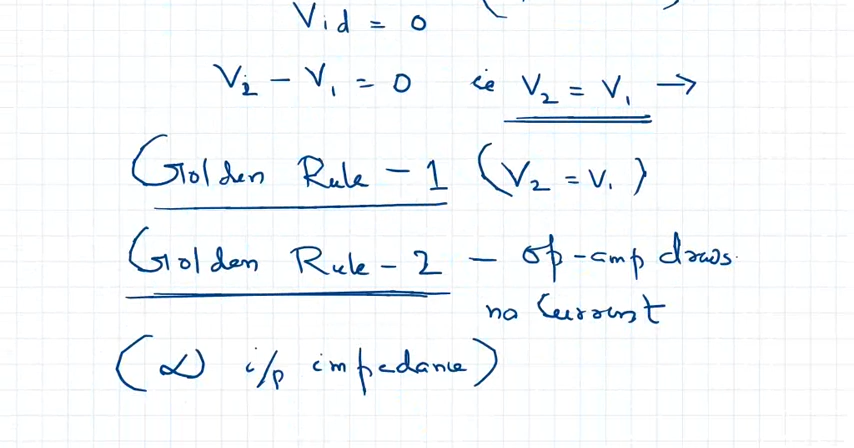 Vid = 0
V2 - V1 = 0 ie V2 = V1 →
Golden Rule - 1 (V2 = V1)
Golden Rule - 2 - op-amp draws
no Current
(∞ i/p impedance)